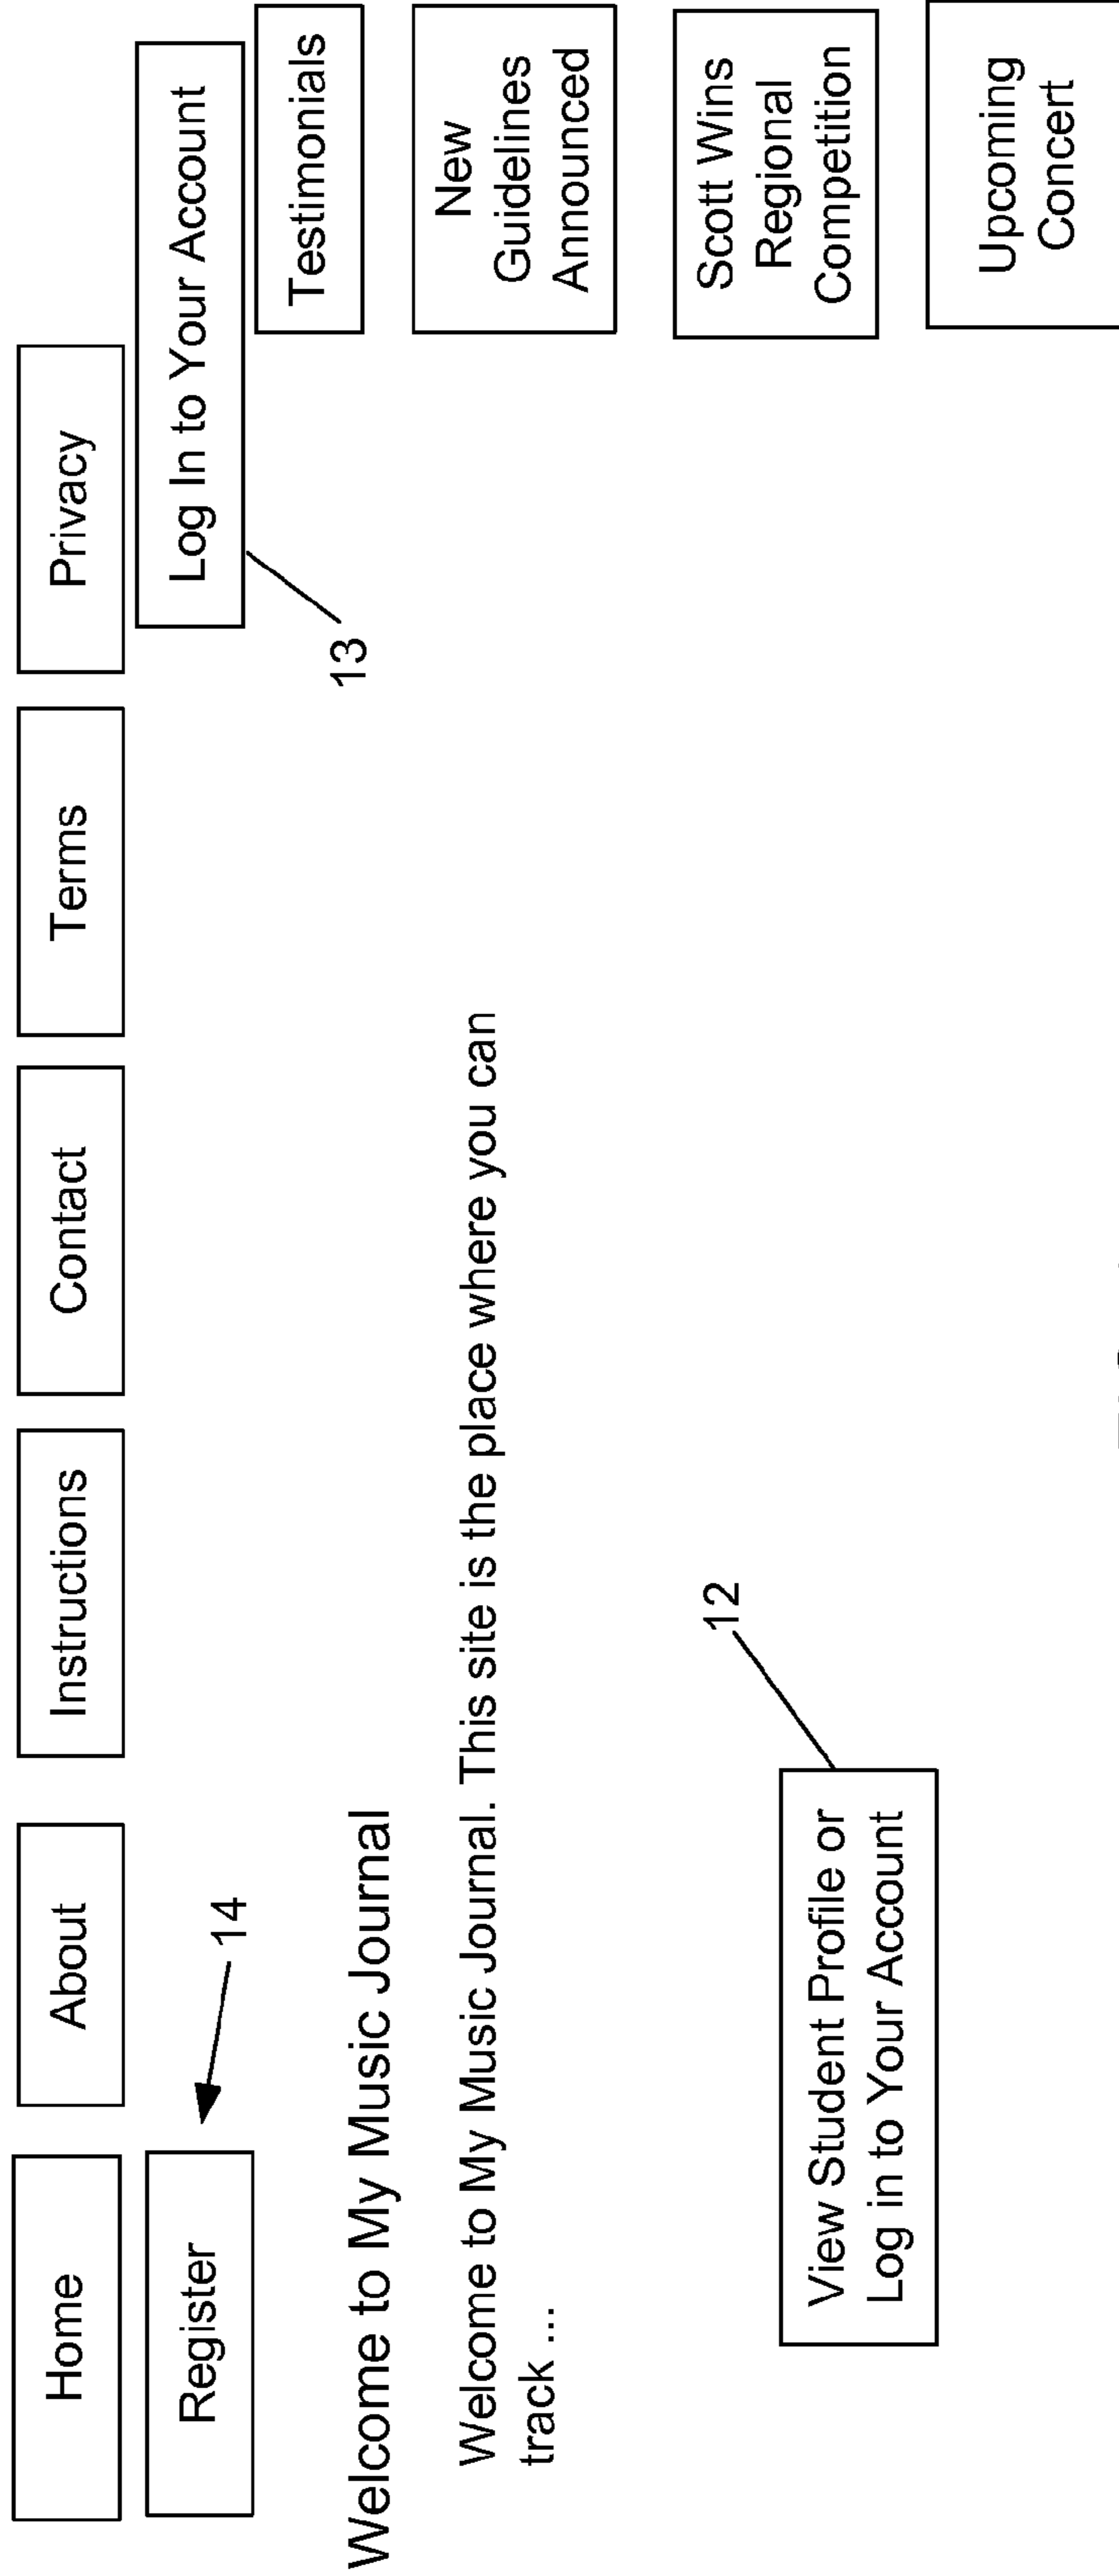 Home
About
Instructions
Contact
Terms
Privacy
Register
14
Log In to Your Account
13
Testimonials
Welcome to My Music Journal
Welcome to My Music Journal. This site is the place where you can
track ...
New
Guidelines
Announced
12
View Student Profile or
Log in to Your Account
Scott Wins
Regional
Competition
Upcoming
Concert